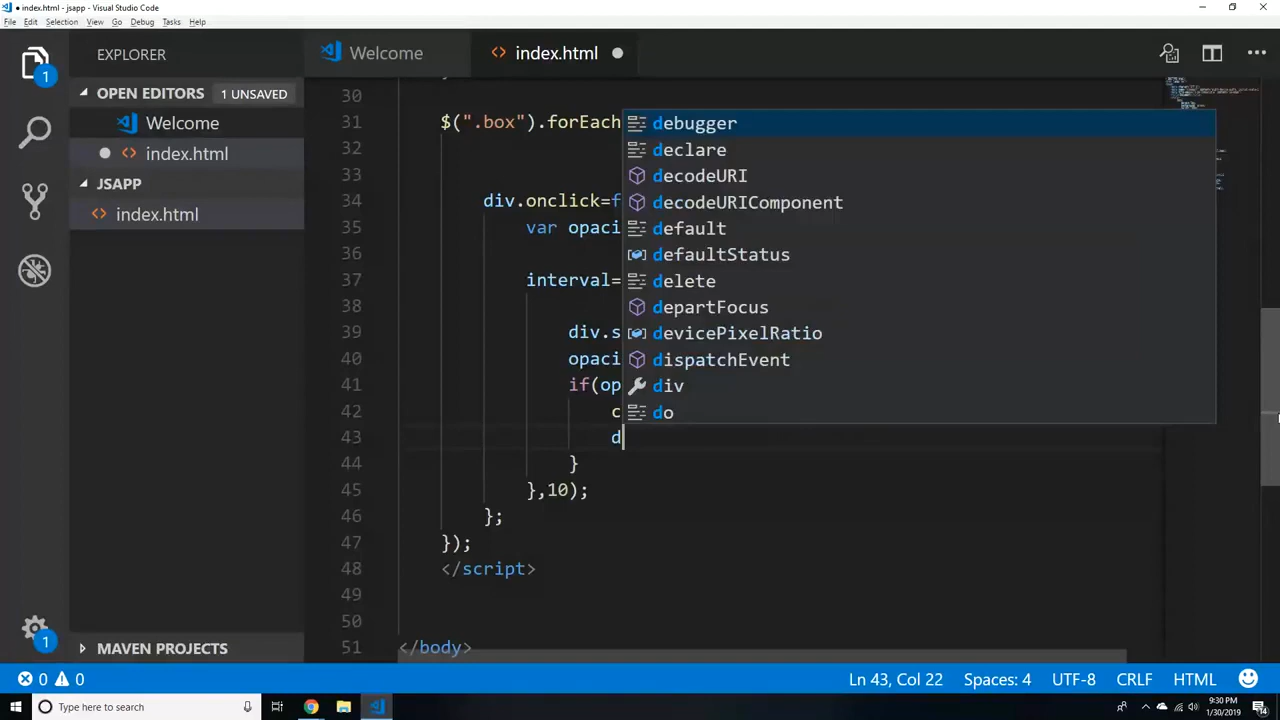 index.html - jsapp - Visual Studio Code
File Edit Selection View Go Debug Tasks Help
EXPLORER
Welcome
index.html
1
OPEN EDITORS 1 UNSAVED
Welcome
index.html
JSAPP
index.html
30
31 $(".box").forEach
32
33
34 div.onclick=f
35 var opaci
36
37 interval=
38
39 div.s
40 opaci
41 if(op
42 c
43 d
44 }
45 },10);
46 };
47 });
48 </script>
49
50
51 </body>
debugger
declare
decodeURI
decodeURIComponent
default
defaultStatus
delete
departFocus
devicePixelRatio
dispatchEvent
div
do
1
MAVEN PROJECTS
0 0 Ln 43, Col 22 Spaces: 4 UTF-8 CRLF HTML
Type here to search
9:30 PM
1/30/2019
14